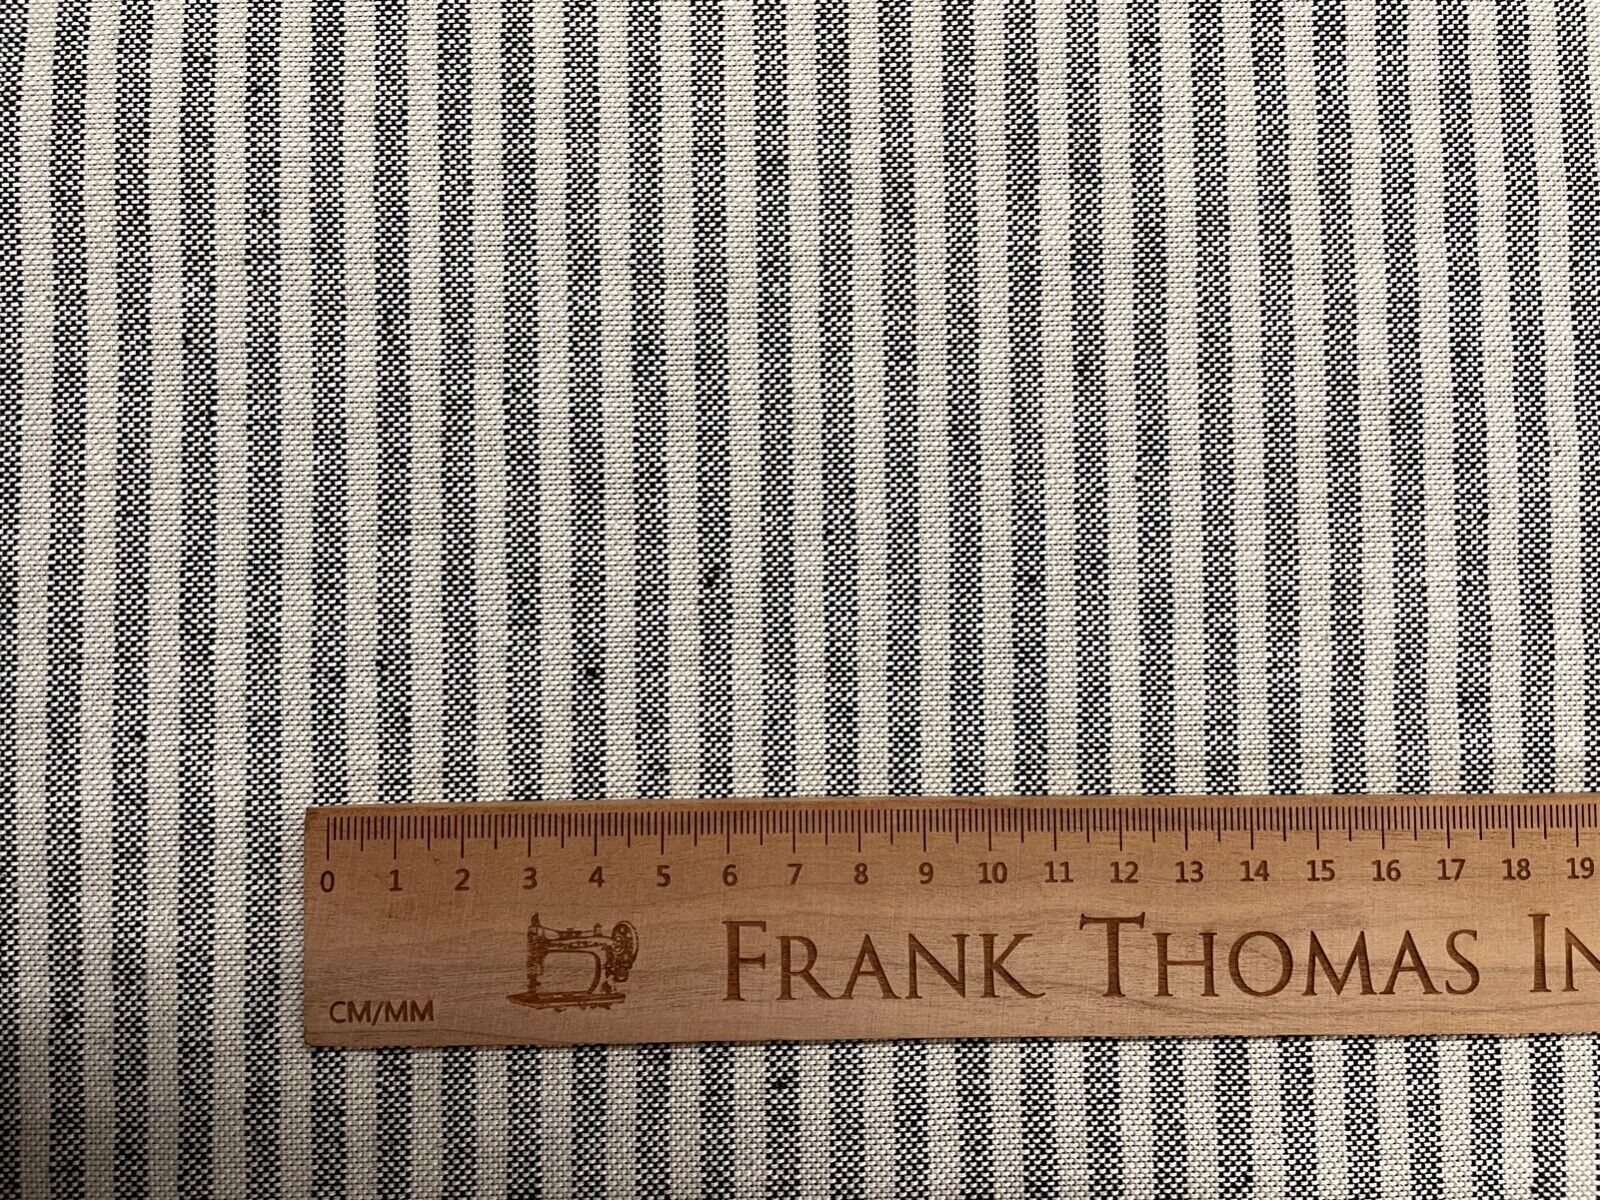 0 1 2 3 4 5 6 7 8 9 10 11 12 13 14 15 16 17 18 19
FRANK THOMAS IN
CM/MM